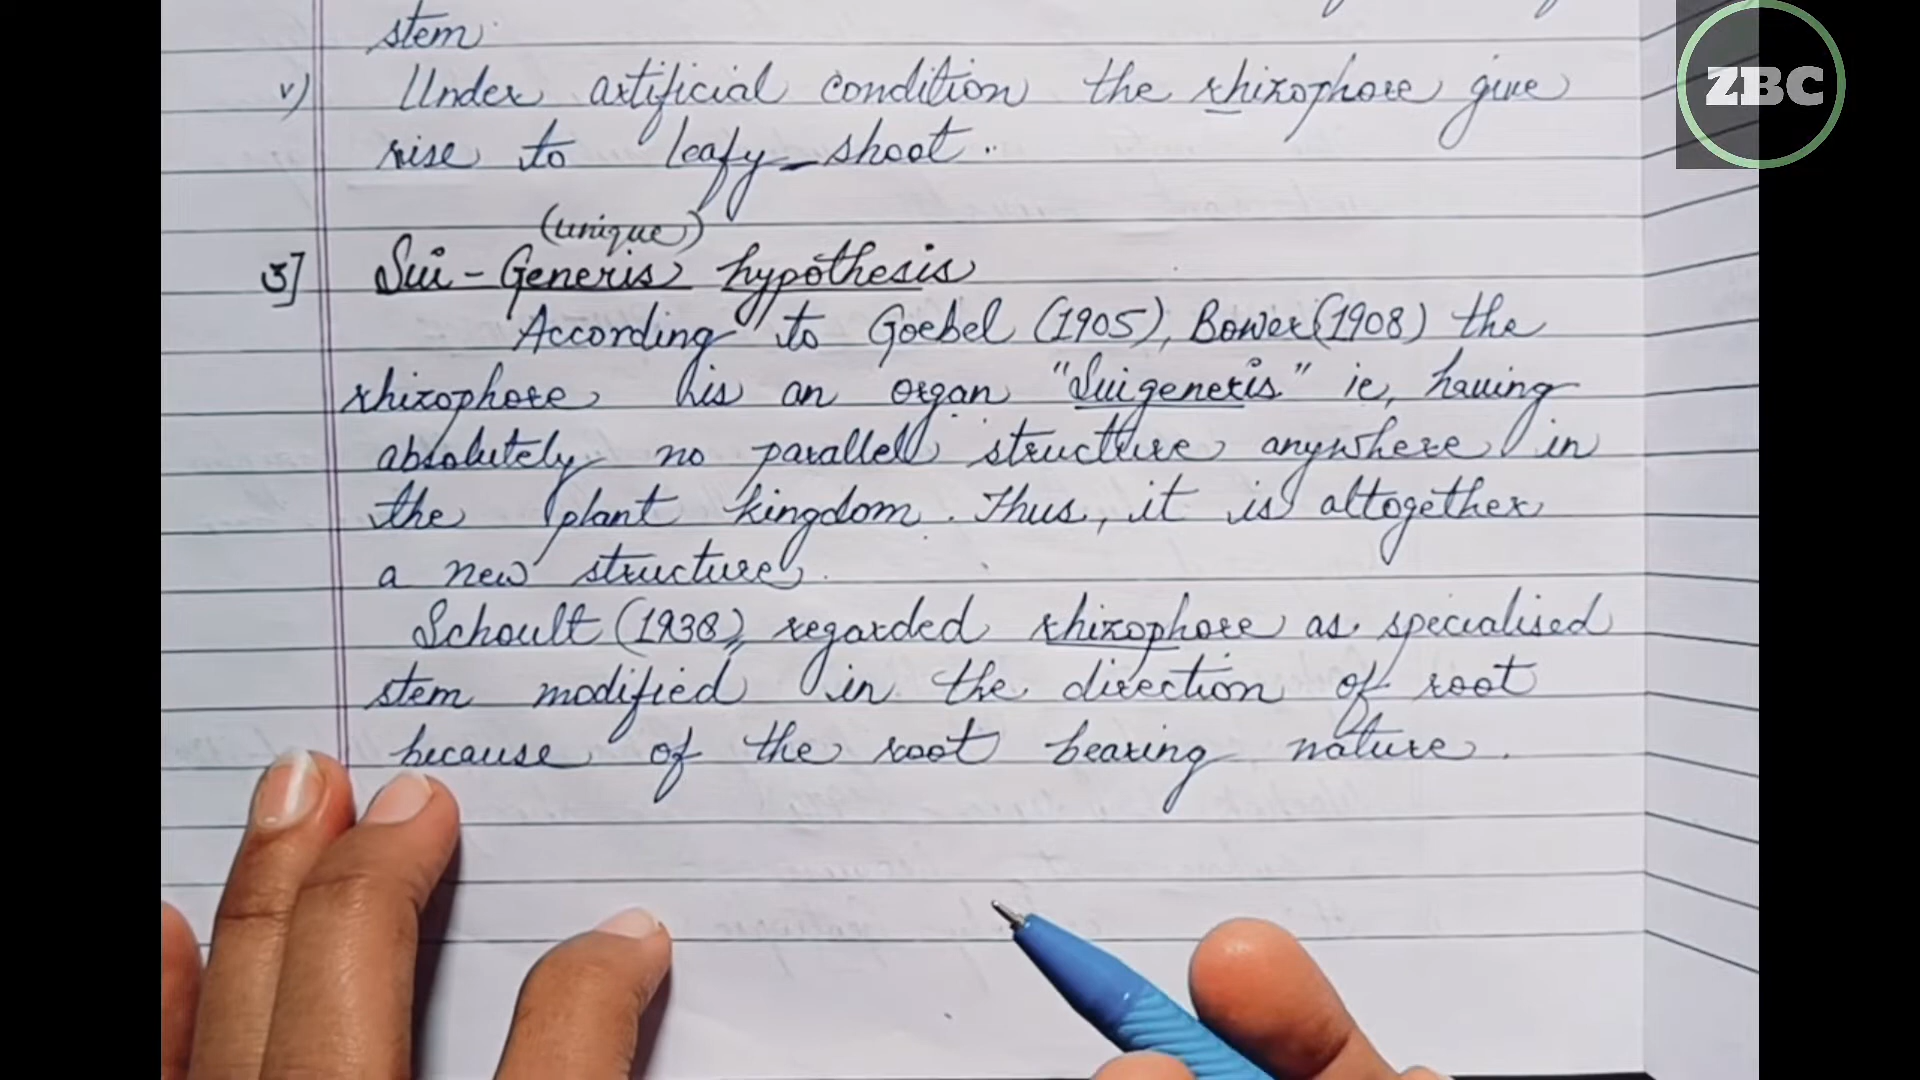 stem.
v) Under artificial condition the rhizophore give
rise to leafy shoot.
(unique)
3] Sui-Generis hypothesis
According to Goebel (1905), Bower (1908) the
rhizophore is an organ "Sui generis" ie, having
absolutely no parallel structure anywhere in
the plant kingdom. Thus, it is altogether
a new structure.
Schoult (1938), regarded rhizophore as specialised
stem modified in the direction of root
because of the root bearing nature.
ZBC